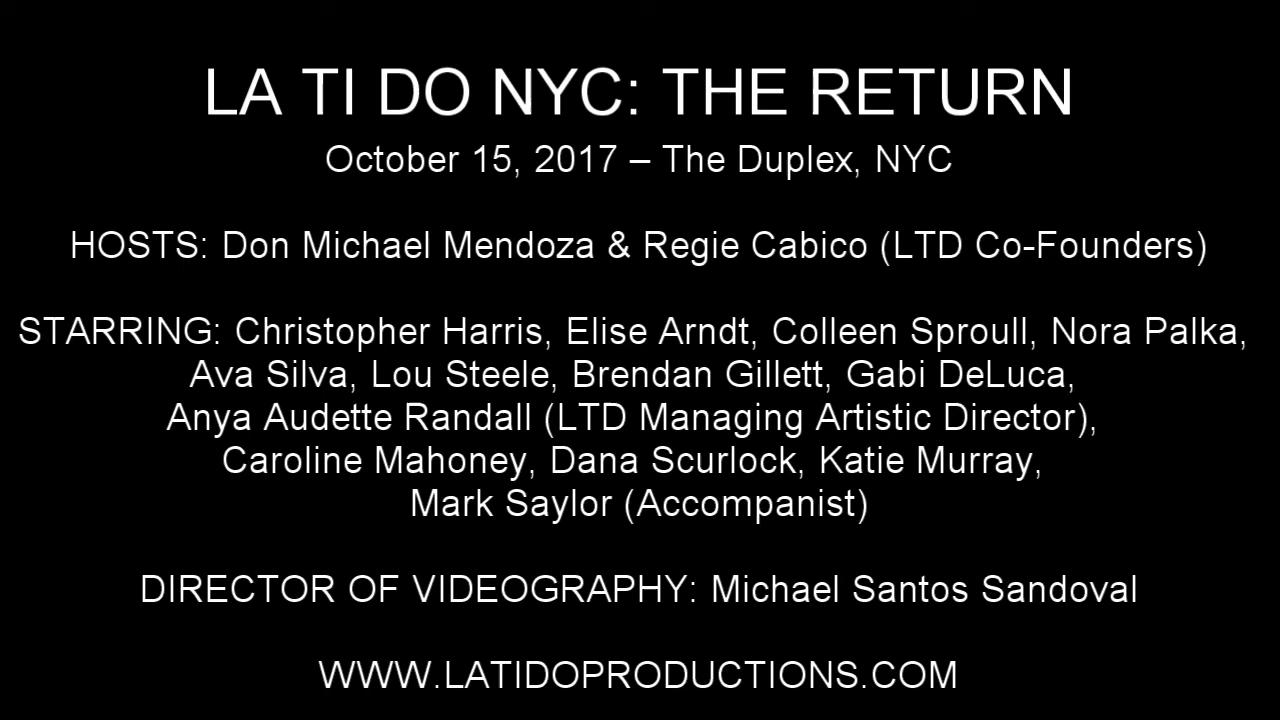 LA TI DO NYC: THE RETURN
October 15, 2017 – The Duplex, NYC
HOSTS: Don Michael Mendoza & Regie Cabico (LTD Co-Founders)
STARRING: Christopher Harris, Elise Arndt, Colleen Sproull, Nora Palka,
Ava Silva, Lou Steele, Brendan Gillett, Gabi DeLuca,
Anya Audette Randall (LTD Managing Artistic Director),
Caroline Mahoney, Dana Scurlock, Katie Murray,
Mark Saylor (Accompanist)
DIRECTOR OF VIDEOGRAPHY: Michael Santos Sandoval
WWW.LATIDOPRODUCTIONS.COM